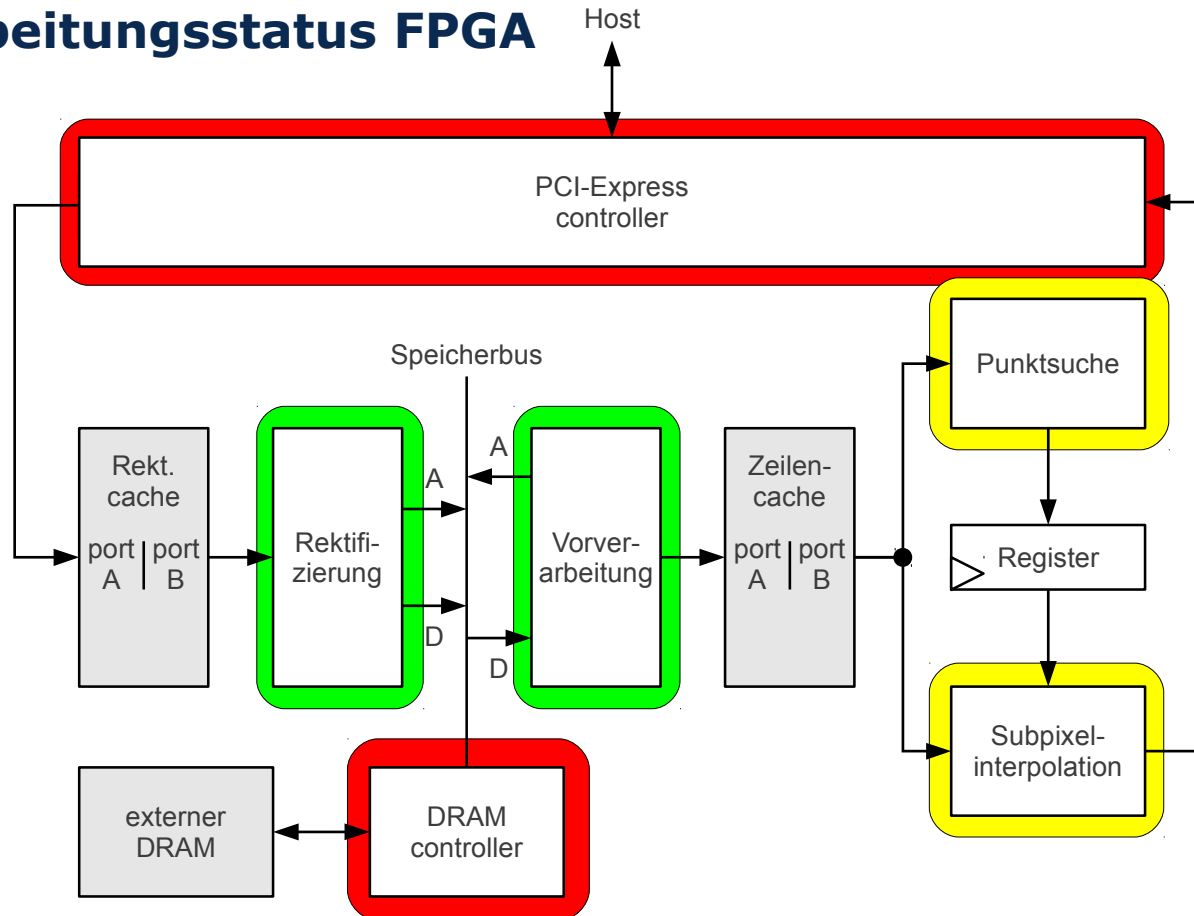 beitungsstatus FPGA
Host
PCI-Express
controller
Speicherbus
Punktsuche
Rekt.
cache
port
A
port
B
Rektifi-
zierung
A
D
A
D
Vorver-
arbeitung
Zeilen-
cache
port
A
port
B
Register
Subpixel-
interpolation
externer
DRAM
DRAM
controller